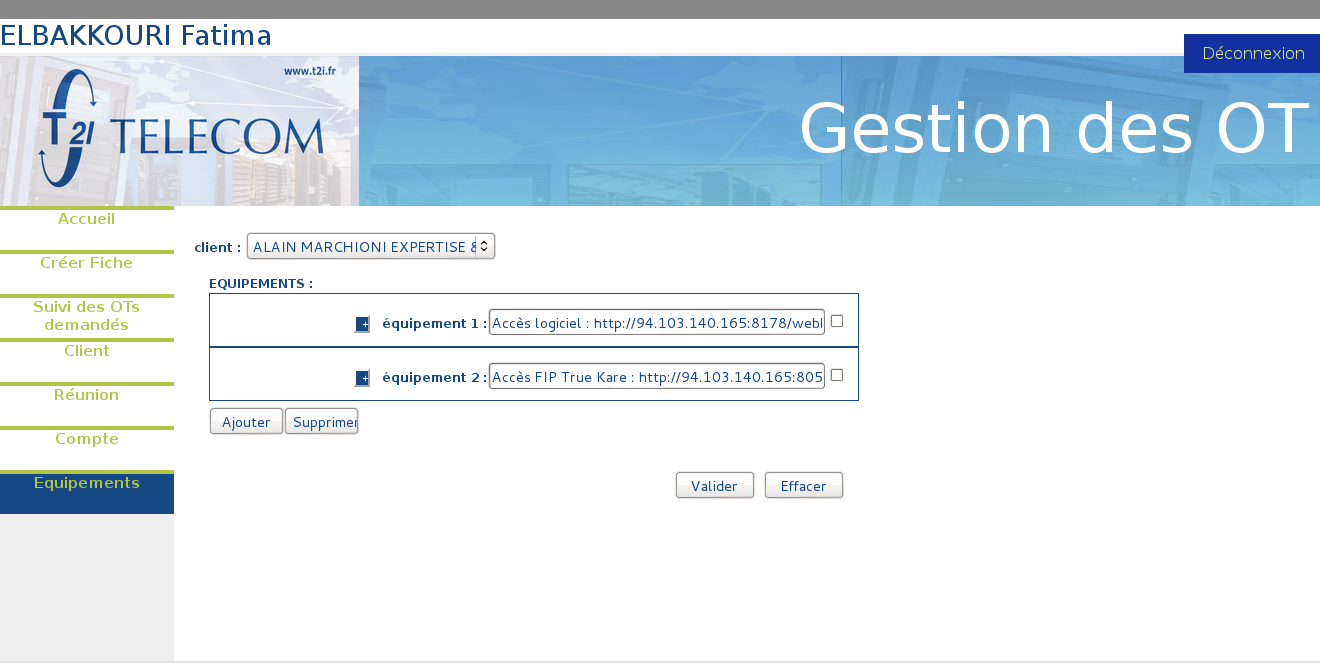 ELBAKKOURI Fatima
Déconnexion
www.t2i.fr
T2I TELECOM
Gestion des OT
Accueil
Créer Fiche
Suivi des OTs
demandés
Client
Réunion
Compte
Equipements
client : ALAIN MARCHIONI EXPERTISE &
EQUIPEMENTS :
+ équipement 1 : Accès logiciel : http://94.103.140.165:8178/webl
+ équipement 2 : Accès FIP True Kare : http://94.103.140.165:805
Ajouter Supprimer
Valider Effacer